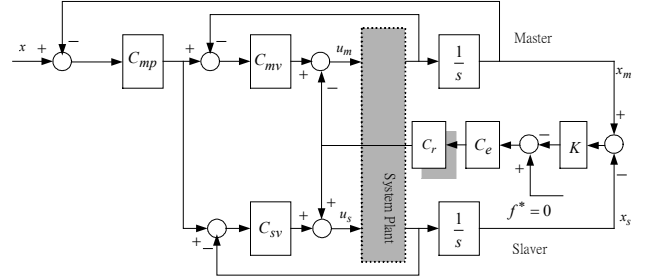 x + − C_mp + − C_mv + − u_m 1/s Master
x_m
+
C_r C_e − + K −
System Plant
f* = 0
+ − C_sv + + u_s 1/s x_s
Slaver